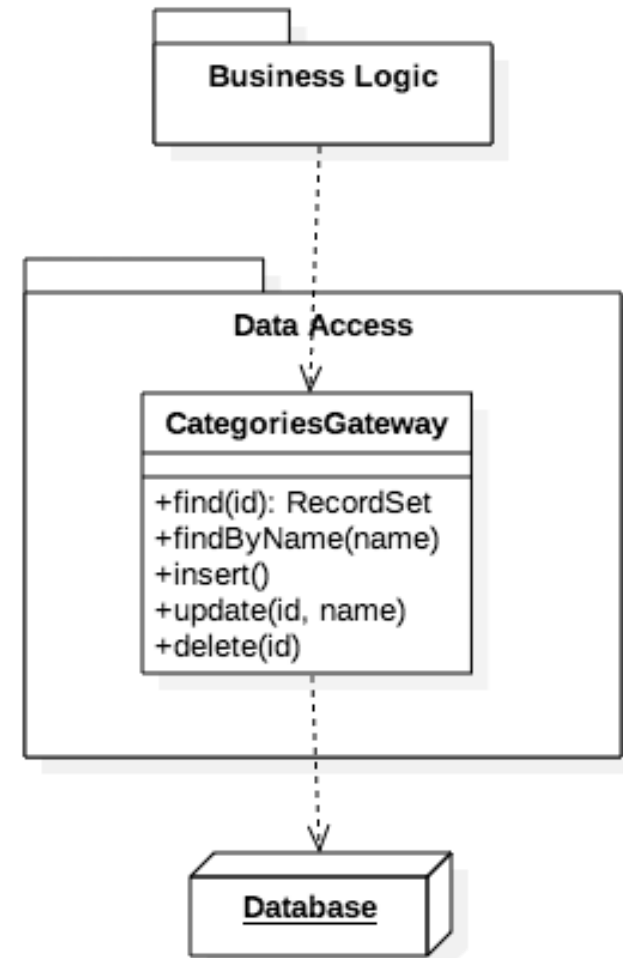 Business Logic
Data Access
CategoriesGateway
+find(id): RecordSet
+findByName(name)
+insert()
+update(id, name)
+delete(id)
Database